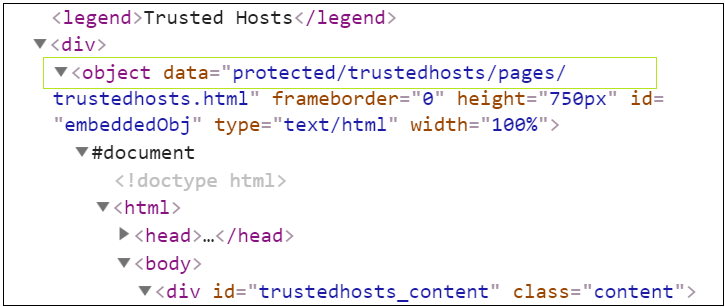 <legend>Trusted Hosts</legend>
▼<div>
▼<object data="protected/trustedhosts/pages/
trustedhosts.html" frameborder="0" height="750px" id=
"embeddedObj" type="text/html" width="100%">
▼#document
<!doctype html>
▼<html>
▶<head>…</head>
▼<body>
▼<div id="trustedhosts_content" class="content">